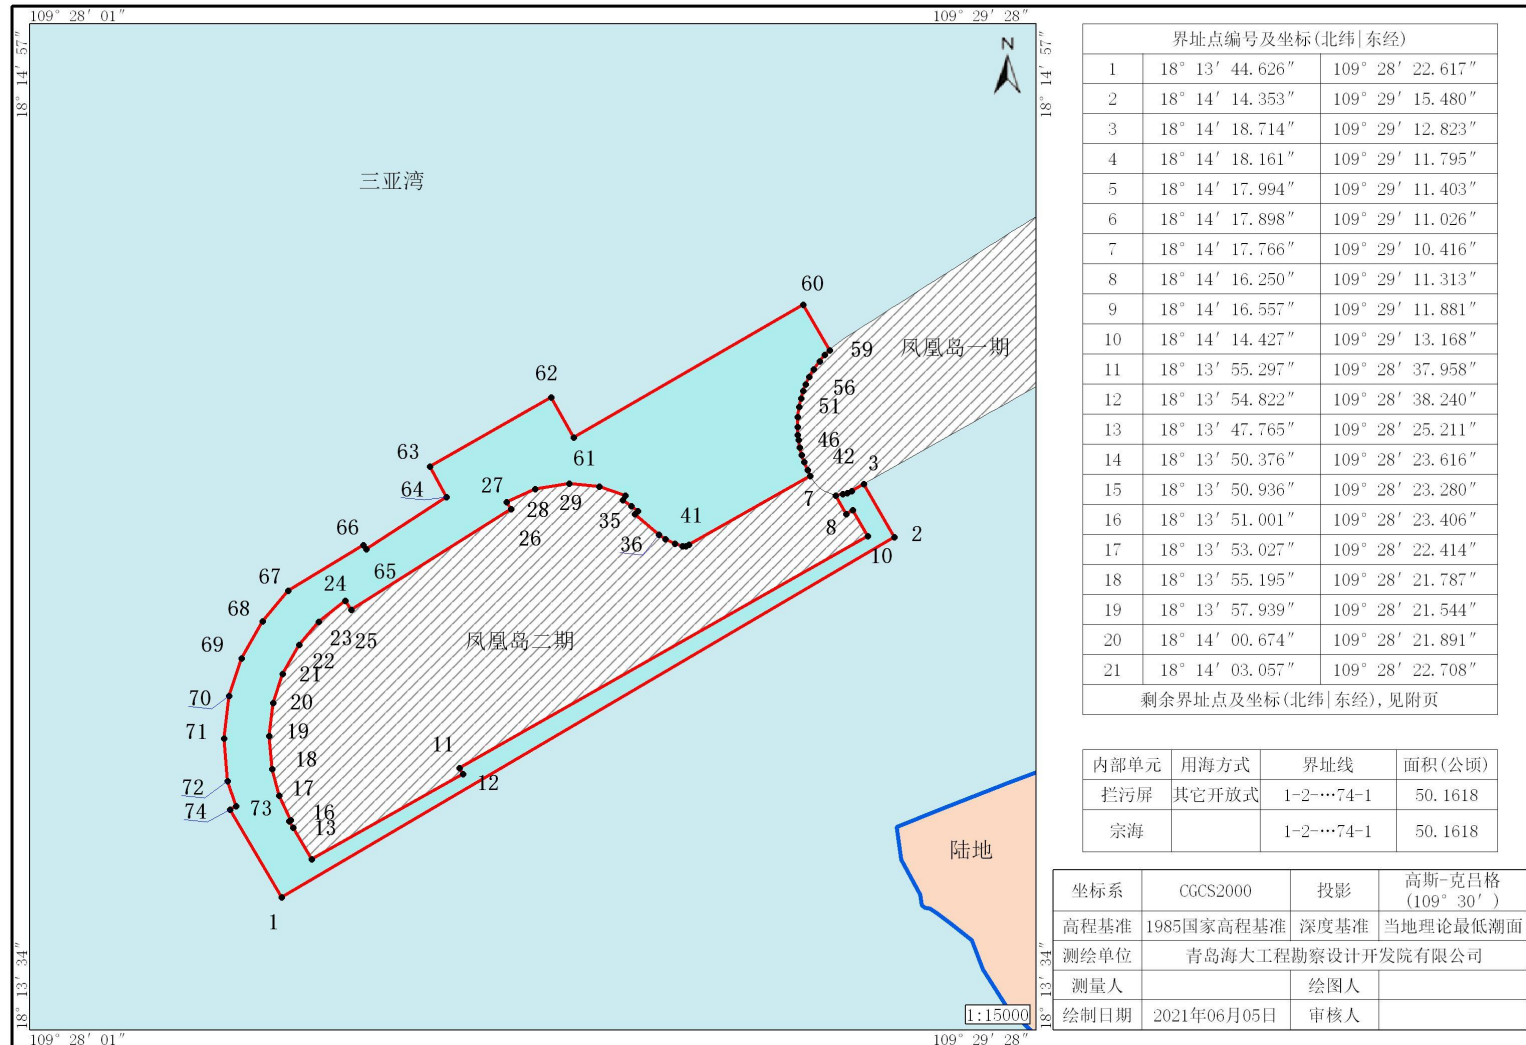 109° 28′ 01″
109° 29′ 28″
18° 14′ 57″
18° 14′ 57″
N
三亚湾
60
59
凤凰岛一期
62
56
51
61
46
63
42
3
64
27
7
29
28
35
41
26
36
8
2
66
10
65
67
24
68
23
25
凤凰岛二期
69
22
21
70
20
71
19
11
18
12
72
17
74
73
16
13
陆地
1
18° 13′ 34″
18° 13′ 34″
1:15000
109° 28′ 01″
109° 29′ 28″
界址点编号及坐标(北纬|东经)
1 18° 13′ 44.626″ 109° 28′ 22.617″
2 18° 14′ 14.353″ 109° 29′ 15.480″
3 18° 14′ 18.714″ 109° 29′ 12.823″
4 18° 14′ 18.161″ 109° 29′ 11.795″
5 18° 14′ 17.994″ 109° 29′ 11.403″
6 18° 14′ 17.898″ 109° 29′ 11.026″
7 18° 14′ 17.766″ 109° 29′ 10.416″
8 18° 14′ 16.250″ 109° 29′ 11.313″
9 18° 14′ 16.557″ 109° 29′ 11.881″
10 18° 14′ 14.427″ 109° 29′ 13.168″
11 18° 13′ 55.297″ 109° 28′ 37.958″
12 18° 13′ 54.822″ 109° 28′ 38.240″
13 18° 13′ 47.765″ 109° 28′ 25.211″
14 18° 13′ 50.376″ 109° 28′ 23.616″
15 18° 13′ 50.936″ 109° 28′ 23.280″
16 18° 13′ 51.001″ 109° 28′ 23.406″
17 18° 13′ 53.027″ 109° 28′ 22.414″
18 18° 13′ 55.195″ 109° 28′ 21.787″
19 18° 13′ 57.939″ 109° 28′ 21.544″
20 18° 14′ 00.674″ 109° 28′ 21.891″
21 18° 14′ 03.057″ 109° 28′ 22.708″
剩余界址点及坐标(北纬|东经),见附页
内部单元 用海方式 界址线 面积(公顷)
拦污屏 其它开放式 1-2-…74-1 50.1618
宗海 1-2-…74-1 50.1618
坐标系 CGCS2000 投影 高斯-克吕格
(109° 30′)
高程基准 1985国家高程基准 深度基准 当地理论最低潮面
测绘单位 青岛海大工程勘察设计开发院有限公司
测量人 绘图人
绘制日期 2021年06月05日 审核人